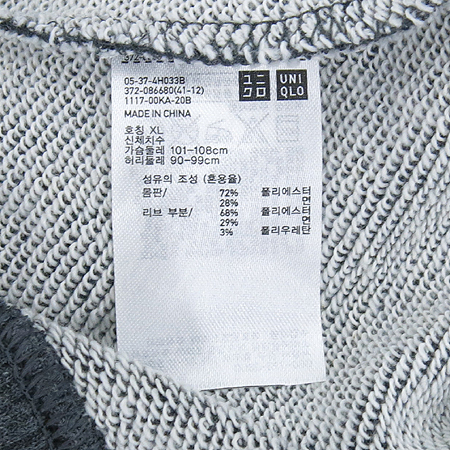 05-37-4H033B
372-086680(41-12)
1117-00KA-20B
MADE IN CHINA
ユニ
クロ
UNI
QLO
호칭 XL
신체치수
가슴둘레 101-108cm
허리둘레 90-99cm
섬유의 조성 (혼용율)
몸판/ 72% 폴리에스터
28% 면
리브 부분/ 68% 폴리에스터
29% 면
3% 폴리우레탄